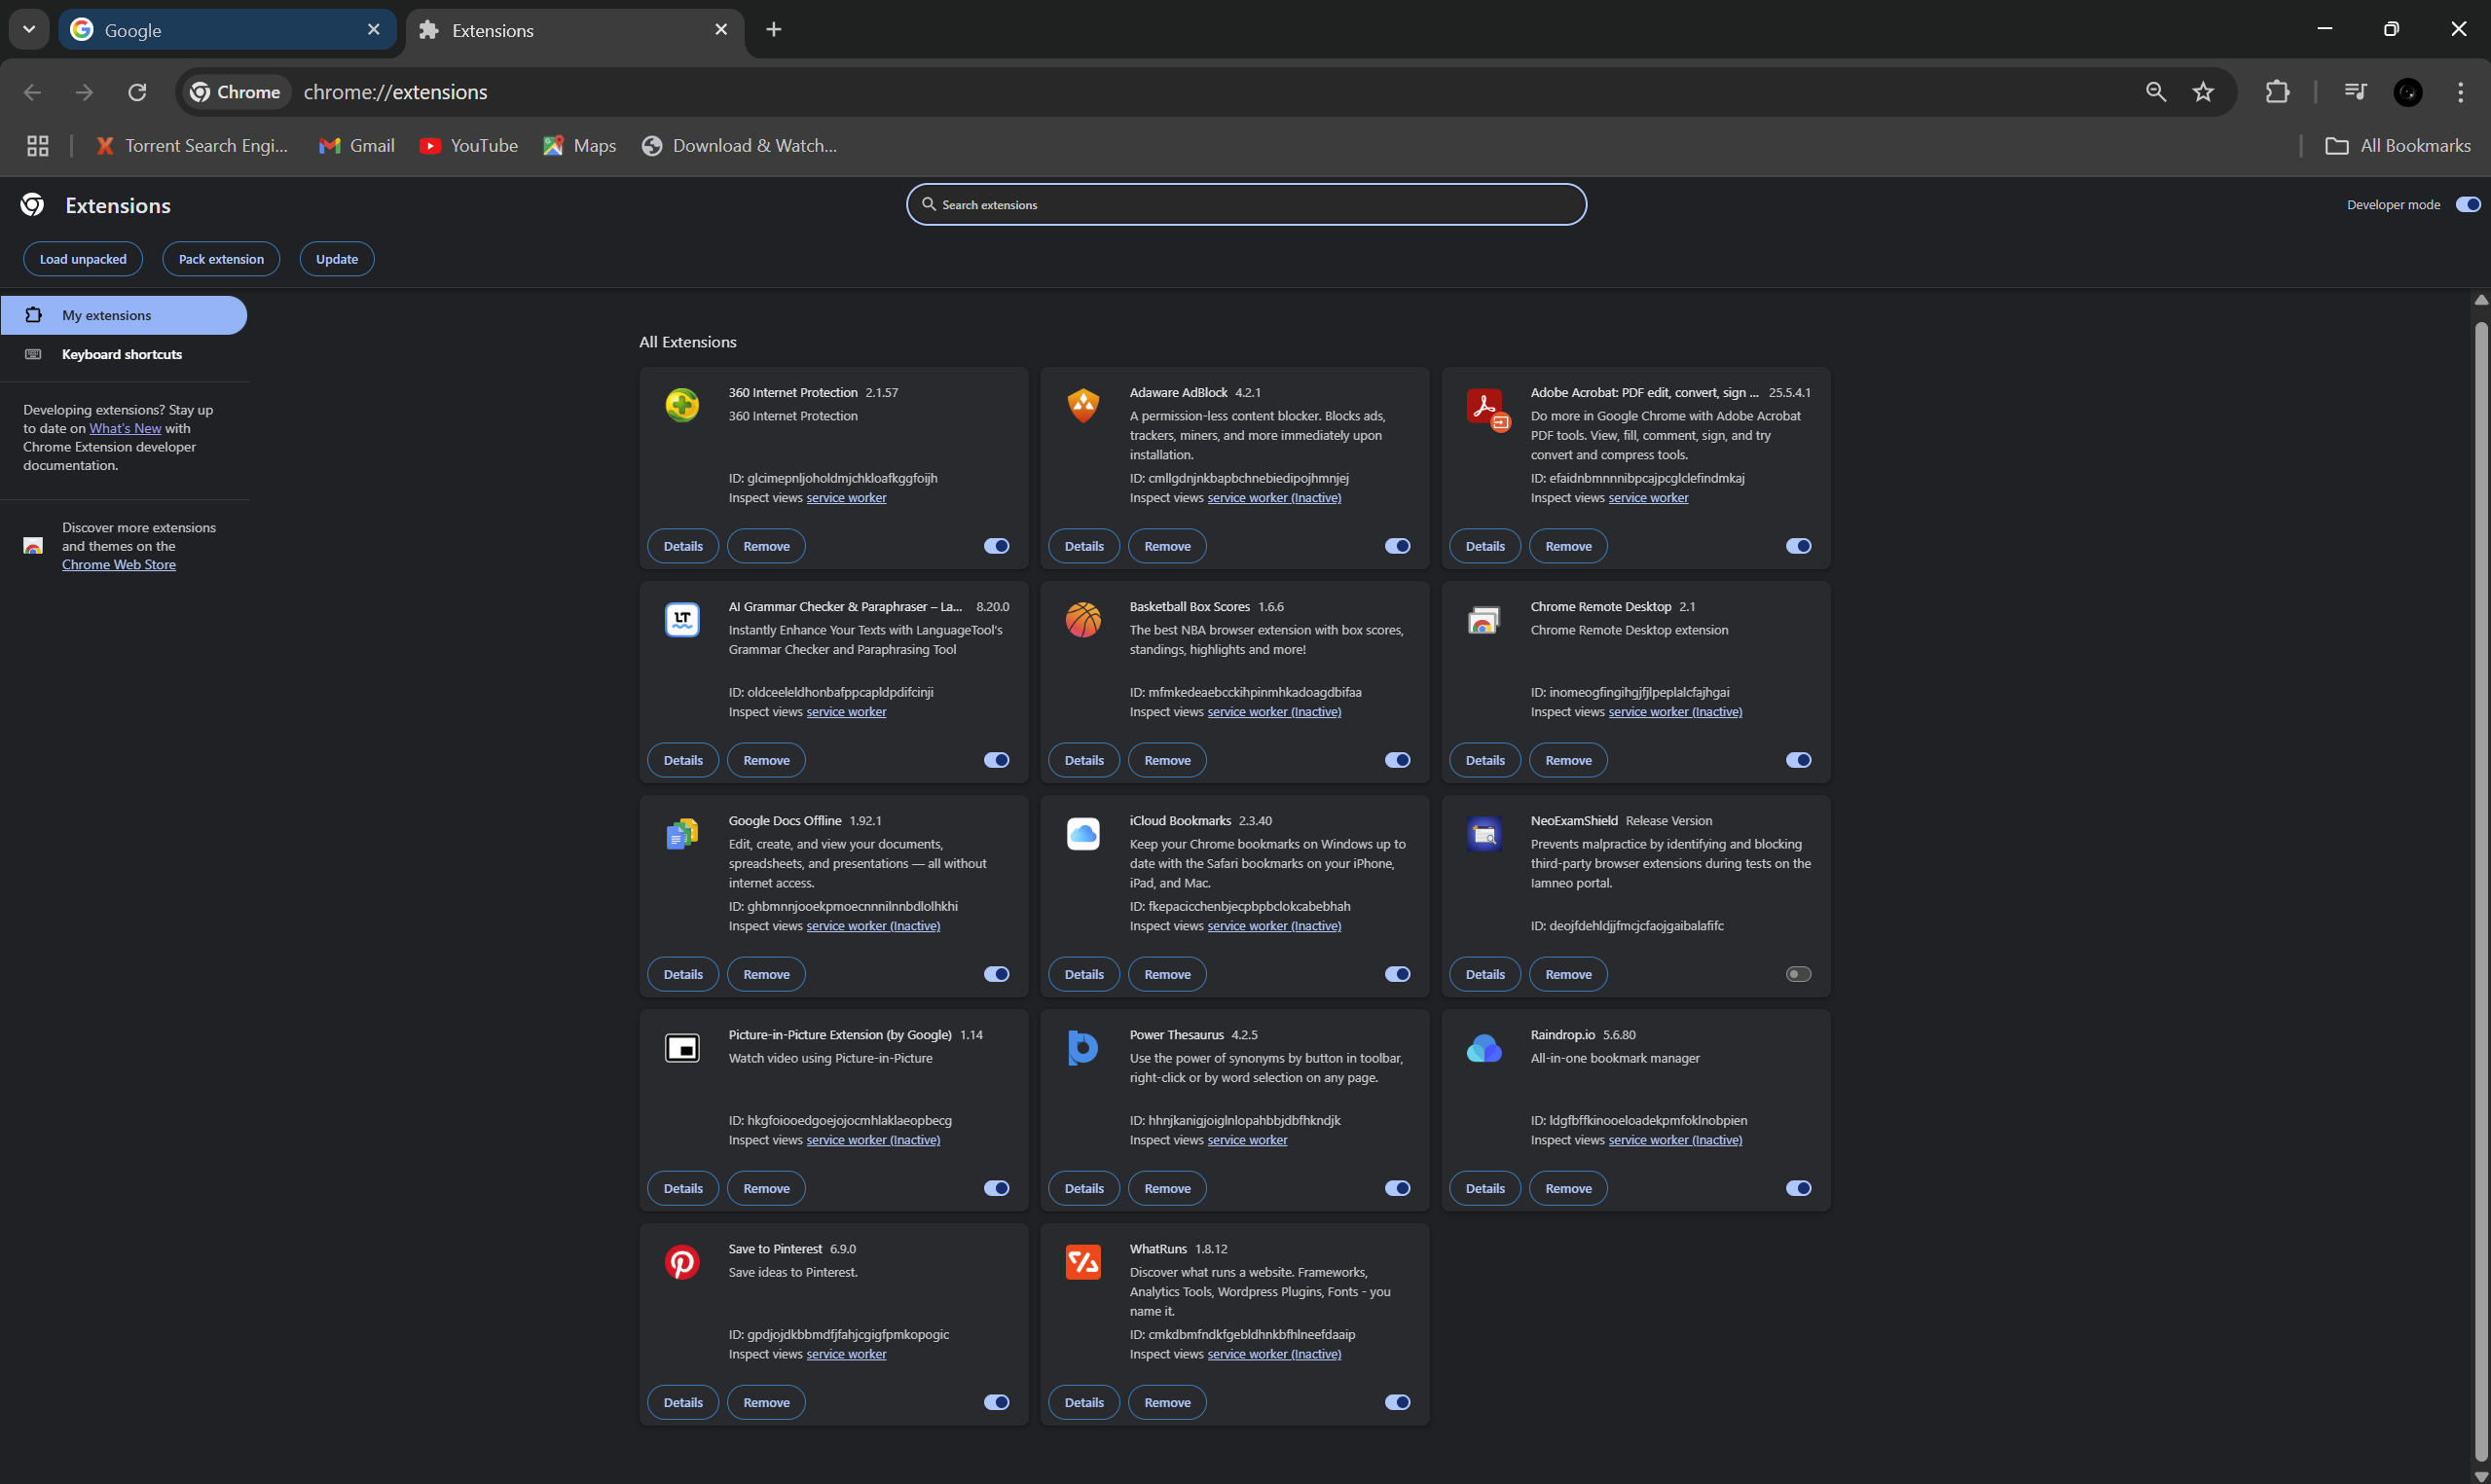 Google
Extensions
Chrome
chrome://extensions
Torrent Search Engi...
Gmail
YouTube
Maps
Download & Watch...
All Bookmarks
Extensions
Search extensions
Developer mode
Load unpacked
Pack extension
Update
My extensions
Keyboard shortcuts
Developing extensions? Stay up
to date on What's New with
Chrome Extension developer
documentation.
Discover more extensions
and themes on the
Chrome Web Store
All Extensions
360 Internet Protection 2.1.57
360 Internet Protection
ID: glcimepnljoholdmjchkloafkggfoijh
Inspect views service worker
Details
Remove
Adaware AdBlock 4.2.1
A permission-less content blocker. Blocks ads,
trackers, miners, and more immediately upon
installation.
ID: cmllgdnjnkbapbchnebiedipojhmnjej
Inspect views service worker (Inactive)
Details
Remove
Adobe Acrobat: PDF edit, convert, sign ... 25.5.4.1
Do more in Google Chrome with Adobe Acrobat
PDF tools. View, fill, comment, sign, and try
convert and compress tools.
ID: efaidnbmnnnibpcajpcglclefindmkaj
Inspect views service worker
Details
Remove
AI Grammar Checker & Paraphraser – La... 8.20.0
Instantly Enhance Your Texts with LanguageTool's
Grammar Checker and Paraphrasing Tool
ID: oldceeleldhonbafppcapldpdifcinji
Inspect views service worker
Details
Remove
Basketball Box Scores 1.6.6
The best NBA browser extension with box scores,
standings, highlights and more!
ID: mfmkedeaebcckihpinmhkadoagdbifaa
Inspect views service worker (Inactive)
Details
Remove
Chrome Remote Desktop 2.1
Chrome Remote Desktop extension
ID: inomeogfingihgjfjlpeplalcfajhgai
Inspect views service worker (Inactive)
Details
Remove
Google Docs Offline 1.92.1
Edit, create, and view your documents,
spreadsheets, and presentations — all without
internet access.
ID: ghbmnnjooekpmoecnnnilnnbdlolhkhi
Inspect views service worker (Inactive)
Details
Remove
iCloud Bookmarks 2.3.40
Keep your Chrome bookmarks on Windows up to
date with the Safari bookmarks on your iPhone,
iPad, and Mac.
ID: fkepacicchenbjecpbpbclokcabebhah
Inspect views service worker (Inactive)
Details
Remove
NeoExamShield Release Version
Prevents malpractice by identifying and blocking
third-party browser extensions during tests on the
Iamneo portal.
ID: deojfdehldjjfmcjcfaojgaibalafifc
Details
Remove
Picture-in-Picture Extension (by Google) 1.14
Watch video using Picture-in-Picture
ID: hkgfoiooedgoejojocmhlaklaeopbecg
Inspect views service worker (Inactive)
Details
Remove
Power Thesaurus 4.2.5
Use the power of synonyms by button in toolbar,
right-click or by word selection on any page.
ID: hhnjkanigjoiglnlopahbbjdbfhkndjk
Inspect views service worker
Details
Remove
Raindrop.io 5.6.80
All-in-one bookmark manager
ID: ldgfbffkinooeloadekpmfoklnobpien
Inspect views service worker (Inactive)
Details
Remove
Save to Pinterest 6.9.0
Save ideas to Pinterest.
ID: gpdjojdkbbmdfjfahjcgigfpmkopogic
Inspect views service worker
Details
Remove
WhatRuns 1.8.12
Discover what runs a website. Frameworks,
Analytics Tools, Wordpress Plugins, Fonts - you
name it.
ID: cmkdbmfndkfgebldhnkbfhlneefdaaip
Inspect views service worker (Inactive)
Details
Remove